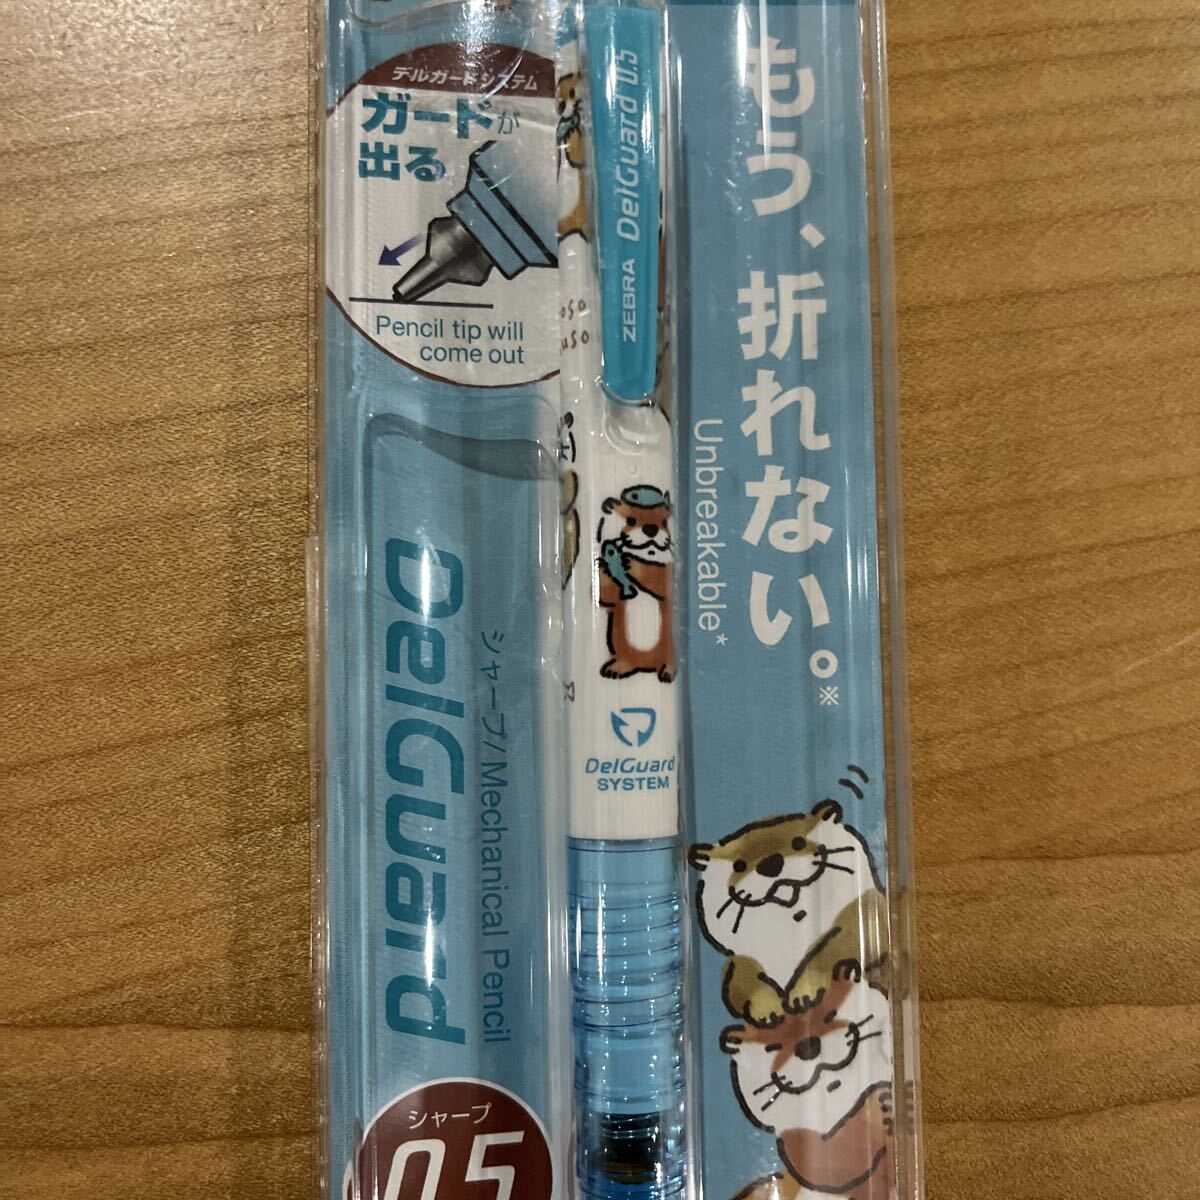 デルガードシステム
ガードが
出る
Pencil tip will
come out
ZEBRA DelGuard 0.5
もう、折れない。※
Unbreakable*
DelGuard
SYSTEM
シャープ/Mechanical Pencil
DelGuard
シャープ
0.5